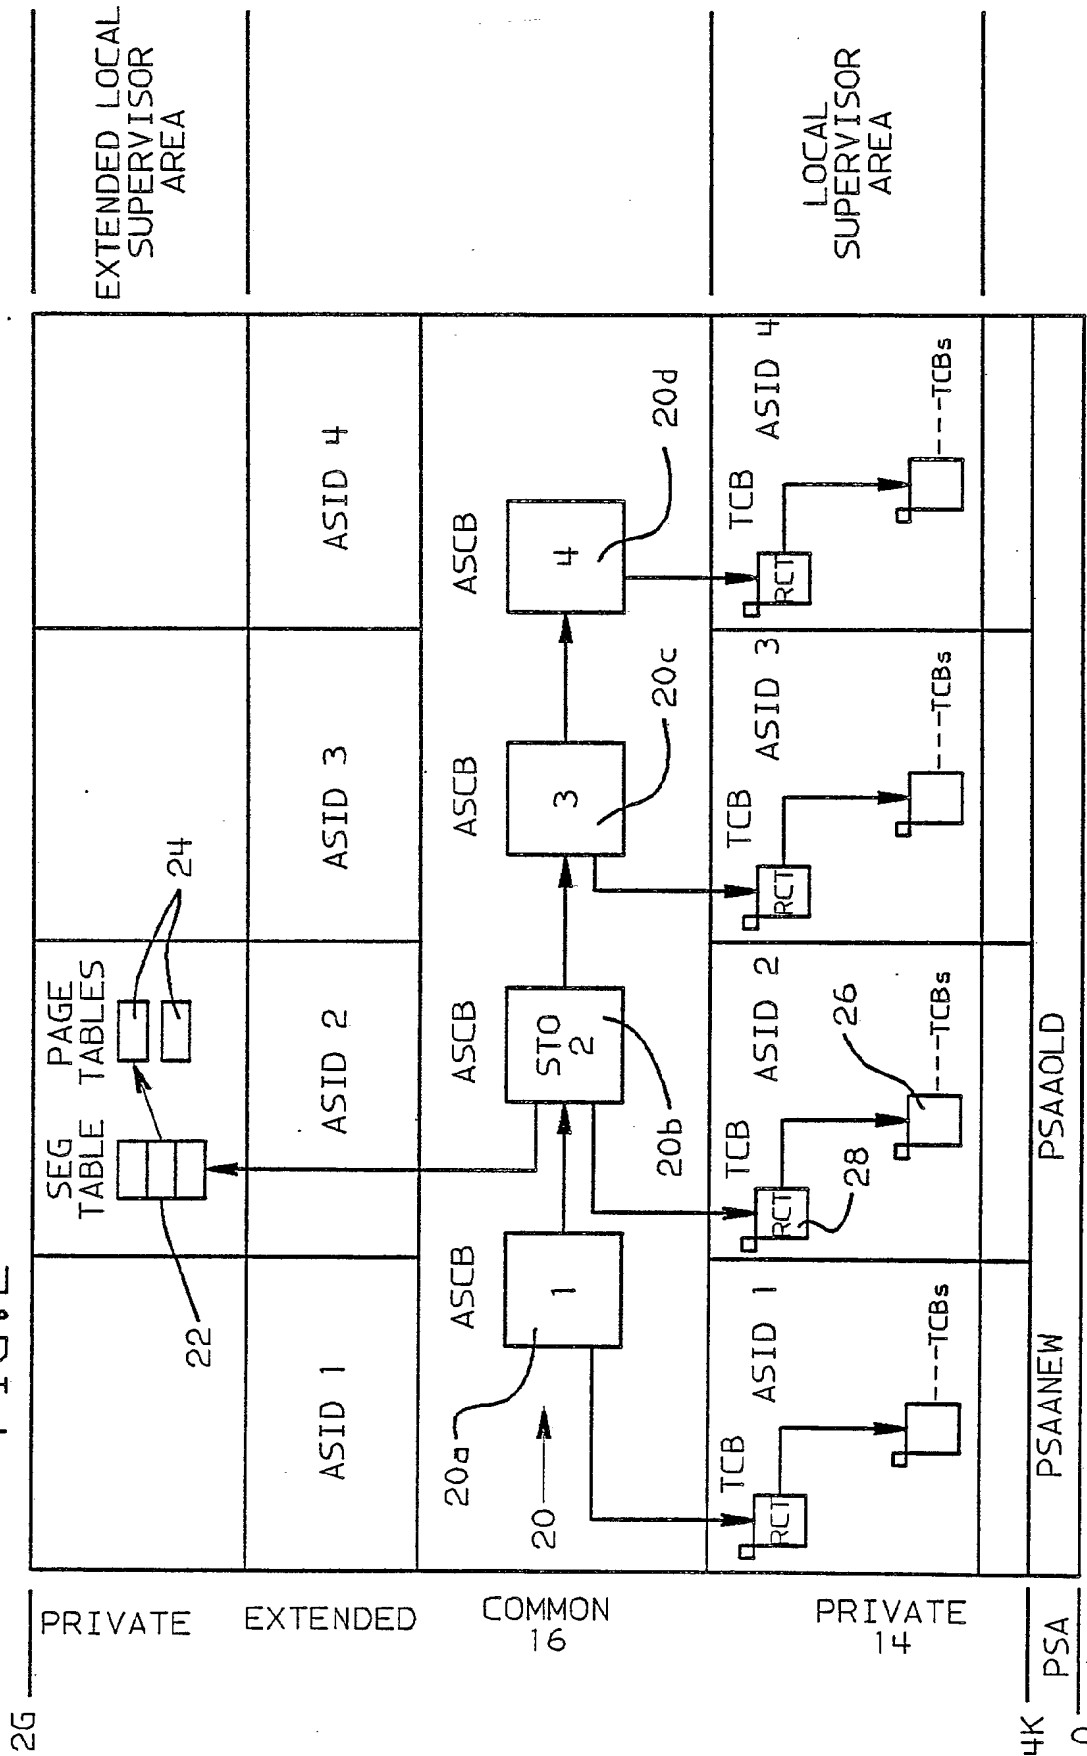 FIG.2
2G
PRIVATE
EXTENDED
COMMON
16
PRIVATE
14
4K
PSA
0
SEG
TABLE
PAGE
TABLES
22
24
EXTENDED LOCAL
SUPERVISOR
AREA
ASID 1
ASID 2
ASID 3
ASID 4
20a
ASCB
ASCB
ASCB
ASCB
20
1
STO
2
3
4
20b
20c
20d
TCB
ASID 1
TCB
ASID 2
TCB
ASID 3
TCB
ASID 4
RCT
RCT
RCT
RCT
28
26
TCBs
TCBs
TCBs
TCBs
LOCAL
SUPERVISOR
AREA
PSAANEW
PSAAOLD